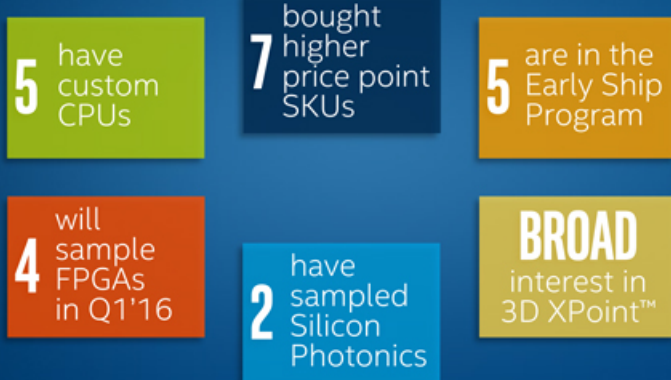 5 have
custom
CPUs
7 bought
higher
price point
SKUs
5 are in the
Early Ship
Program
4 will
sample
FPGAs
in Q1'16
2 have
sampled
Silicon
Photonics
BROAD
interest in
3D XPoint™